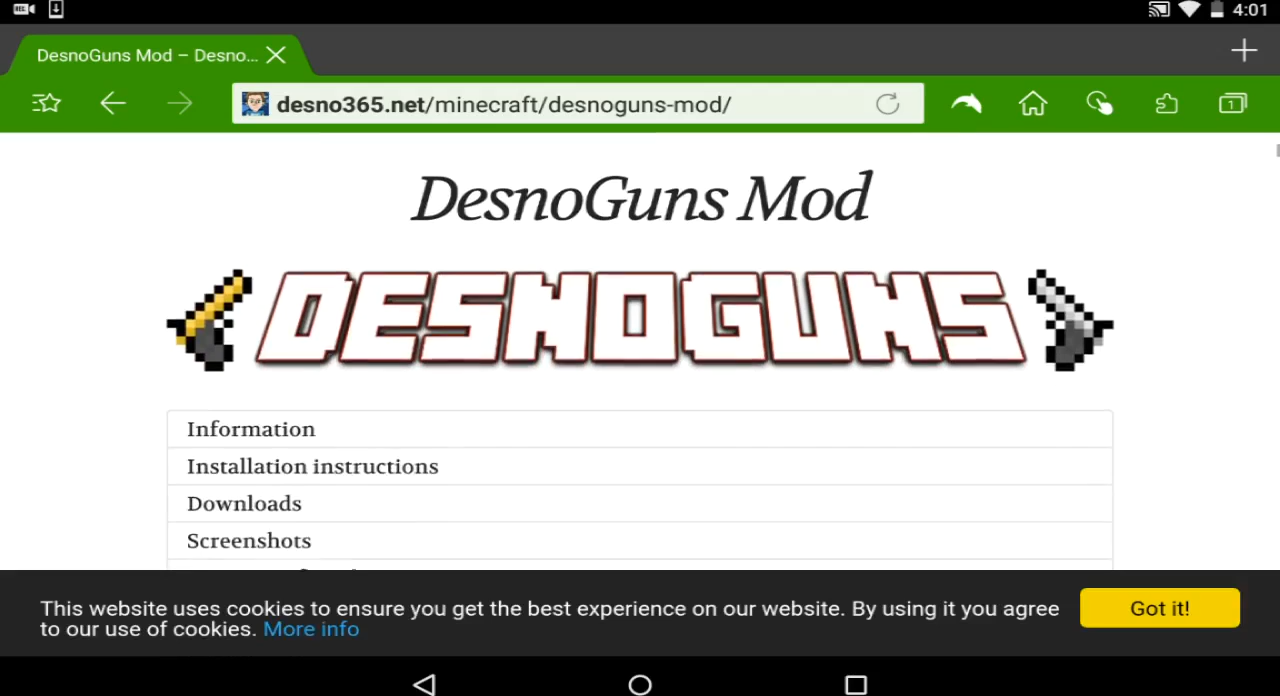 4:01
DesnoGuns Mod – Desno...
desno365.net/minecraft/desnoguns-mod/
1
DesnoGuns Mod
DESNOGUNS
Information
Installation instructions
Downloads
Screenshots
This website uses cookies to ensure you get the best experience on our website. By using it you agree
to our use of cookies. More info
Got it!